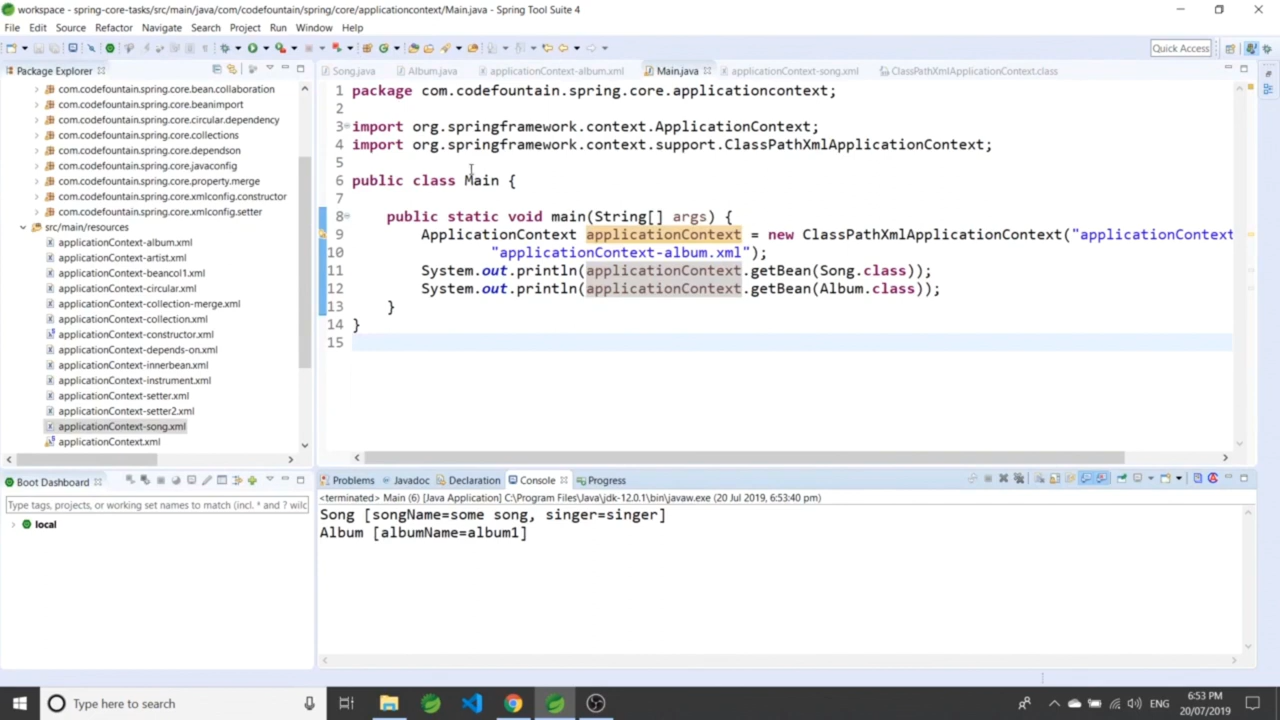 workspace - spring-core-tasks/src/main/java/com/codefountain/spring/core/applicationcontext/Main.java - Spring Tool Suite 4
File Edit Source Refactor Navigate Search Project Run Window Help
Quick Access
Package Explorer
com.codefountain.spring.core.bean.collaboration
com.codefountain.spring.core.beanimport
com.codefountain.spring.core.circular.dependency
com.codefountain.spring.core.collections
com.codefountain.spring.core.dependson
com.codefountain.spring.core.javaconfig
com.codefountain.spring.core.property.merge
com.codefountain.spring.core.xmlconfig.constructor
com.codefountain.spring.core.xmlconfig.setter
src/main/resources
applicationContext-album.xml
applicationContext-artist.xml
applicationContext-beancol1.xml
applicationContext-circular.xml
applicationContext-collection-merge.xml
applicationContext-collection.xml
applicationContext-constructor.xml
applicationContext-depends-on.xml
applicationContext-innerbean.xml
applicationContext-instrument.xml
applicationContext-setter.xml
applicationContext-setter2.xml
applicationContext-song.xml
applicationContext.xml
Song.java Album.java applicationContext-album.xml Main.java applicationContext-song.xml ClassPathXmlApplicationContext.class
1 package com.codefountain.spring.core.applicationcontext;
2
3 import org.springframework.context.ApplicationContext;
4 import org.springframework.context.support.ClassPathXmlApplicationContext;
5
6 public class Main {
7
8 public static void main(String[] args) {
9 ApplicationContext applicationContext = new ClassPathXmlApplicationContext("applicationContext
10 "applicationContext-album.xml");
11 System.out.println(applicationContext.getBean(Song.class));
12 System.out.println(applicationContext.getBean(Album.class));
13 }
14 }
15
Boot Dashboard
Type tags, projects, or working set names to match (incl. * and ? wilc
local
Problems Javadoc Declaration Console Progress
<terminated> Main (6) [Java Application] C:\Program Files\Java\jdk-12.0.1\bin\javaw.exe (20 Jul 2019, 6:53:40 pm)
Song [songName=some song, singer=singer]
Album [albumName=album1]
Type here to search
ENG
6:53 PM
20/07/2019